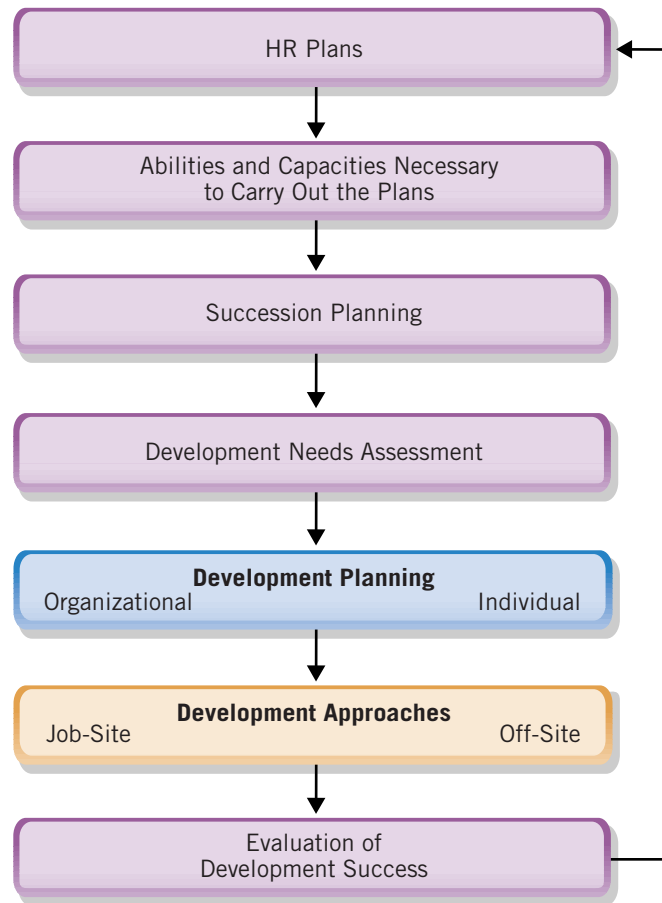 HR Plans
Abilities and Capacities Necessary
to Carry Out the Plans
Succession Planning
Development Needs Assessment
Development Planning
Organizational Individual
Development Approaches
Job-Site Off-Site
Evaluation of
Development Success